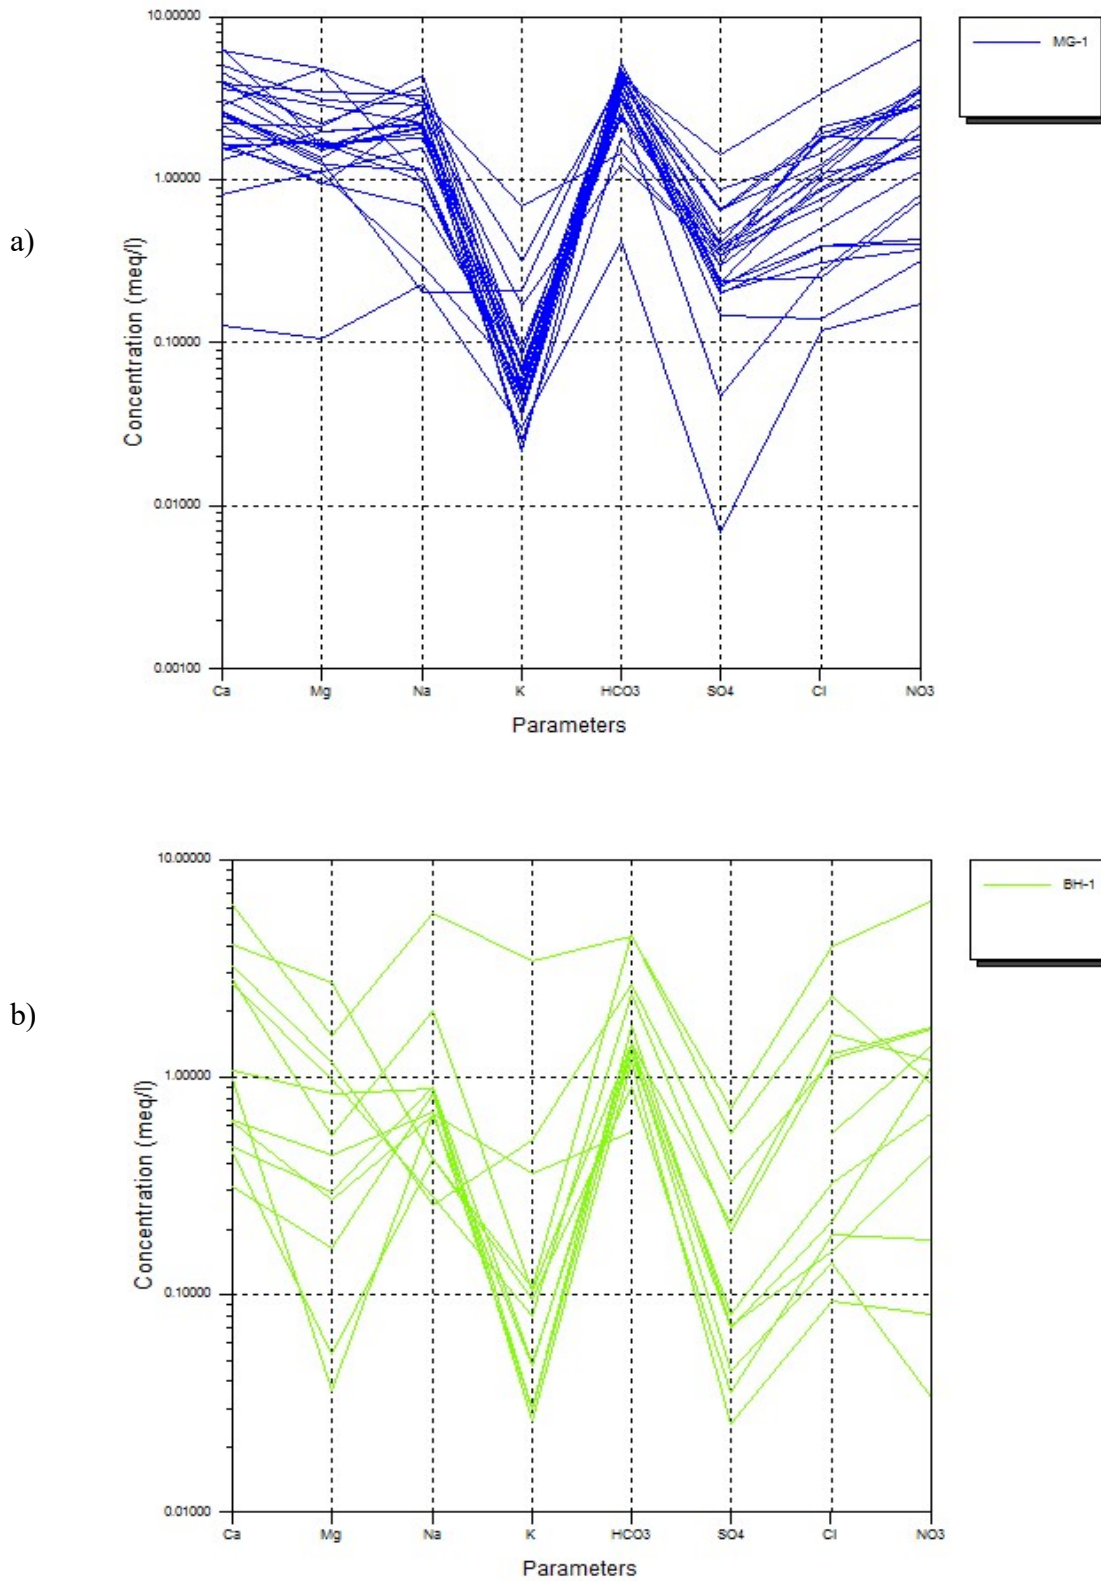 a)
Concentration (meq/l)
10.00000
1.00000
0.10000
0.01000
0.00100
Ca Mg Na K HCO3 SO4 Cl NO3
Parameters
MG-1
b)
Concentration (meq/l)
10.00000
1.00000
0.10000
0.01000
Ca Mg Na K HCO3 SO4 Cl NO3
Parameters
BH-1